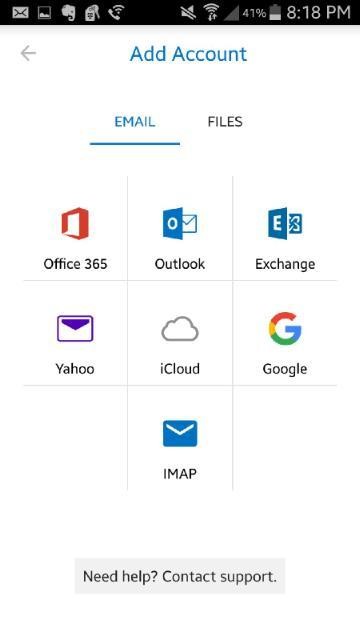 41% 8:18 PM
Add Account
EMAIL FILES
Office 365 Outlook Exchange
Yahoo iCloud Google
IMAP
Need help? Contact support.